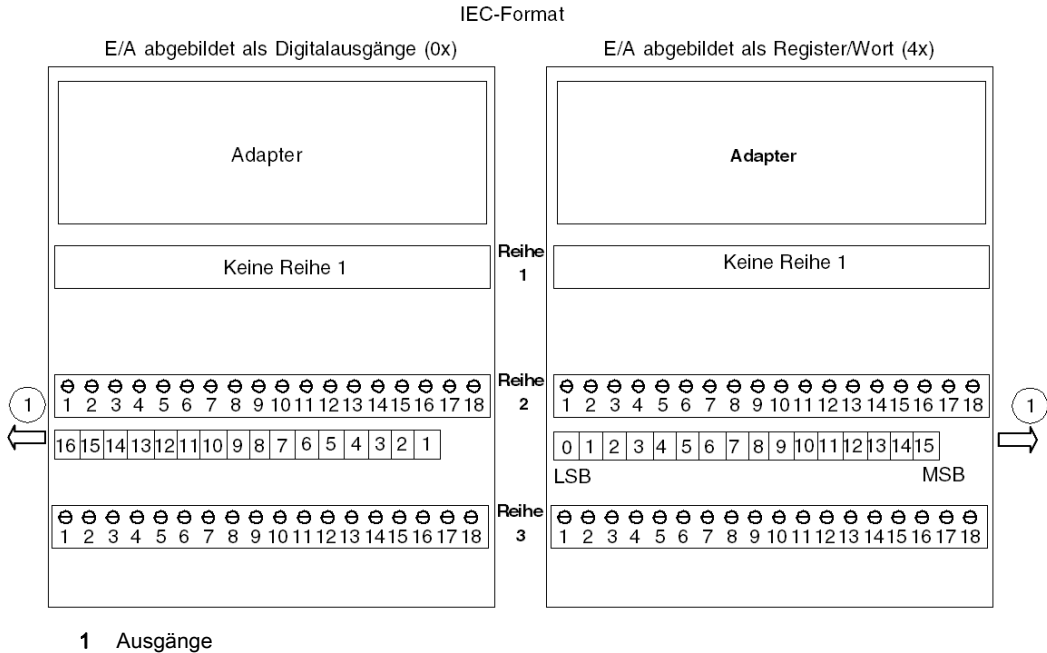 IEC-Format
E/A abgebildet als Digitalausgänge (0x)
E/A abgebildet als Register/Wort (4x)
Adapter
Adapter
Keine Reihe 1
Reihe
1
Keine Reihe 1
1
1 2 3 4 5 6 7 8 9 10 11 12 13 14 15 16 17 18
Reihe
2
1 2 3 4 5 6 7 8 9 10 11 12 13 14 15 16 17 18
1
16 15 14 13 12 11 10 9 8 7 6 5 4 3 2 1
0 1 2 3 4 5 6 7 8 9 10 11 12 13 14 15
LSB MSB
1 2 3 4 5 6 7 8 9 10 11 12 13 14 15 16 17 18
Reihe
3
1 2 3 4 5 6 7 8 9 10 11 12 13 14 15 16 17 18
1 Ausgänge